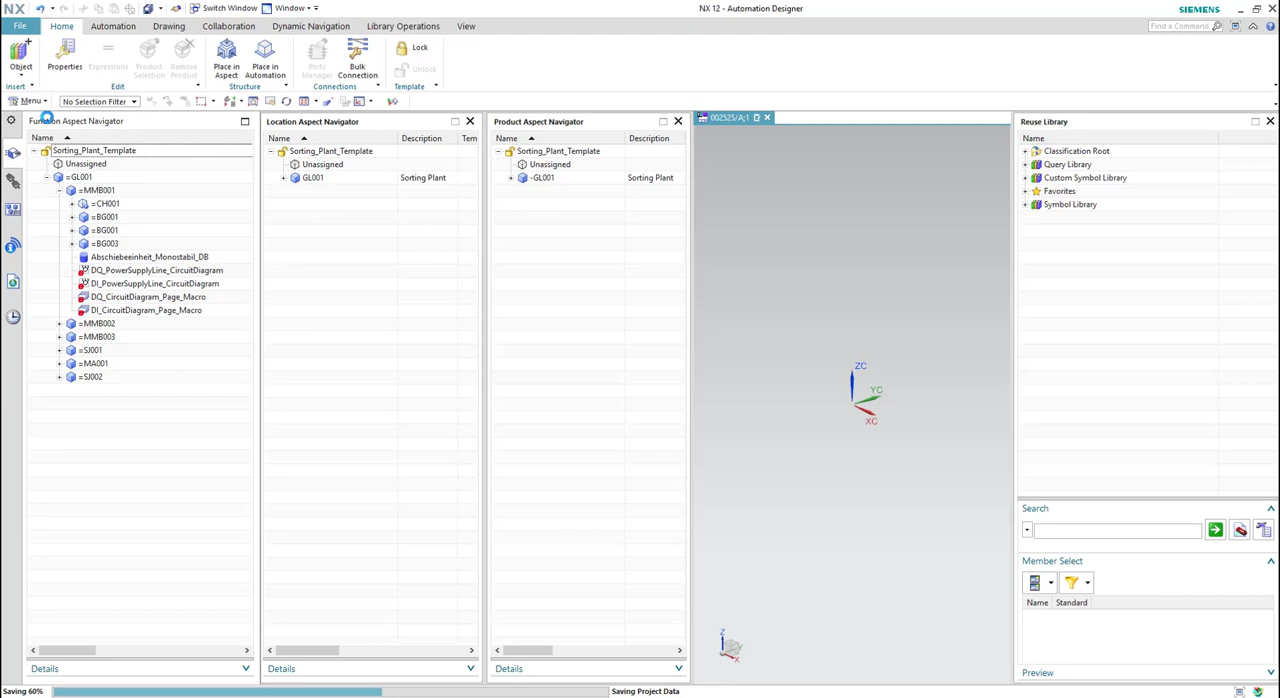 NX Switch Window Window NX 12 - Automation Designer SIEMENS
File Home Automation Drawing Collaboration Dynamic Navigation Library Operations View Find a Command
Object Properties Expressions Product Selection Remove Product Place in Aspect Place in Automation Ports Manager Bulk Connection Lock
Unlock
Insert Edit Structure Connections Template
Menu No Selection Filter
Function Aspect Navigator
Name
Sorting_Plant_Template
Unassigned
=GL001
=MMB001
=CH001
=BG001
=BG001
=BG003
Abschiebeeinheit_Monostabil_DB
DQ_PowerSupplyLine_CircuitDiagram
DI_PowerSupplyLine_CircuitDiagram
DQ_CircuitDiagram_Page_Macro
DI_CircuitDiagram_Page_Macro
=MMB002
=MMB003
=SJ001
=MA001
=SJ002
Details
Location Aspect Navigator
Name Description Tem
Sorting_Plant_Template
Unassigned
GL001 Sorting Plant
Details
Product Aspect Navigator
Name Description
Sorting_Plant_Template
Unassigned
-GL001 Sorting Plant
Details
002525/A;1
ZC
YC
XC
Z
X
Reuse Library
Name
Classification Root
Query Library
Custom Symbol Library
Favorites
Symbol Library
Search
Member Select
Name Standard
Preview
Saving 60% Saving Project Data